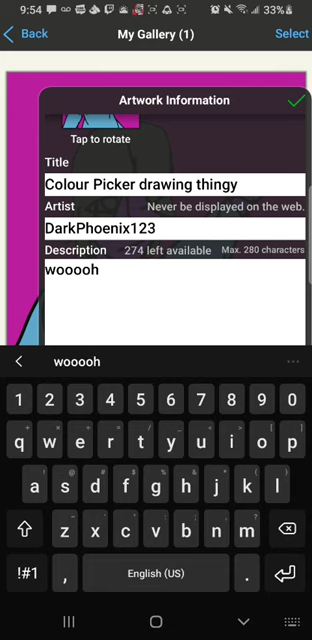 9:54 33%
Back My Gallery (1) Select
Artwork Information
Tap to rotate
Title
Colour Picker drawing thingy
Artist Never be displayed on the web.
DarkPhoenix123
Description 274 left available Max. 280 characters
wooooh
wooooh
1 2 3 4 5 6 7 8 9 0
q w e r t y u i o p
a s d f g h j k l
z x c v b n m
!#1 , English (US) .